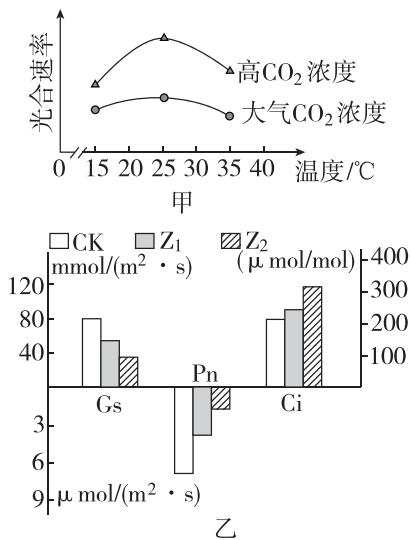 光合速率
高CO₂浓度
大气CO₂浓度
0 15 20 25 30 35 40 温度/℃
甲
CK Z₁ Z₂
mmol/(m²・s) (μmol/mol)
120 80 40
400 300 200 100
Gs Pn Ci
3 6 9
μmol/(m²・s)
乙